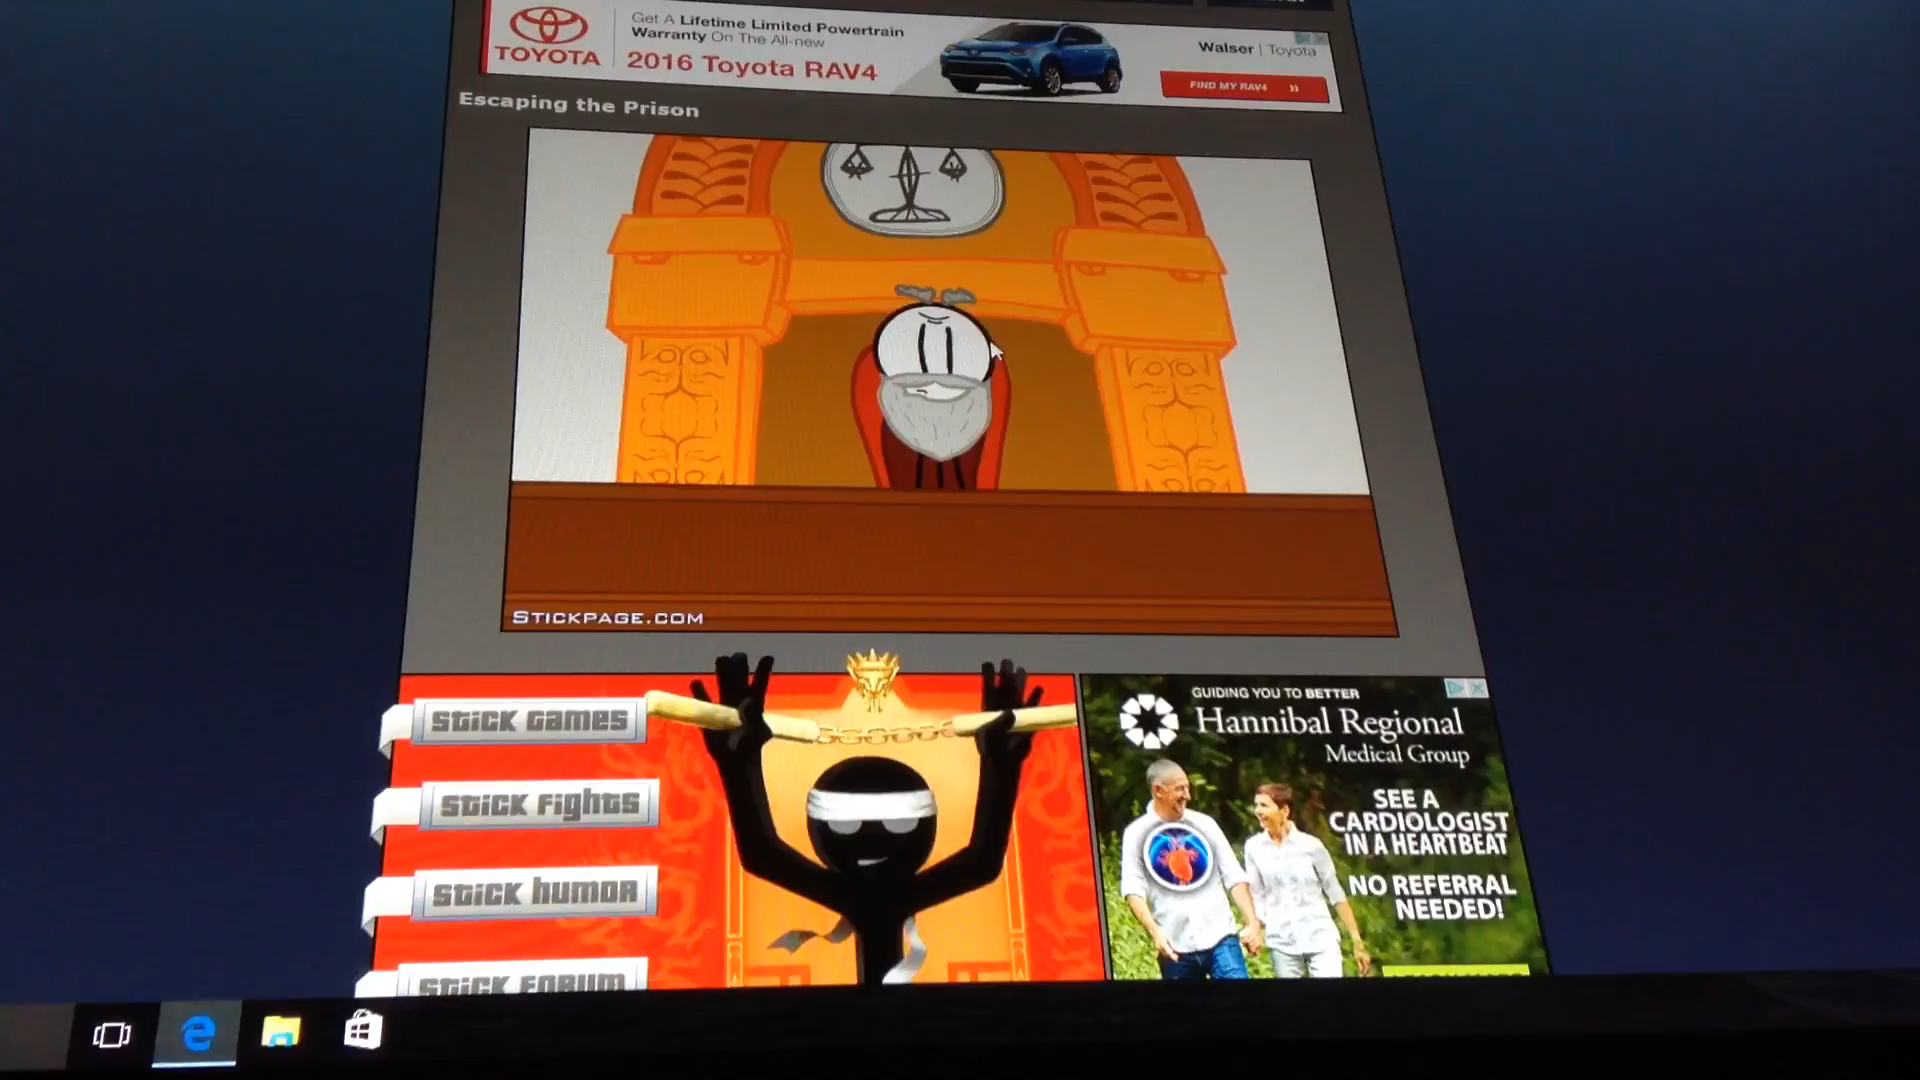 TOYOTA
Get A Lifetime Limited Powertrain
Warranty On The All-new
2016 Toyota RAV4
Walser | Toyota
FIND MY RAV4 »
Escaping the Prison
STICKPAGE.COM
Stick Games
Stick Fights
Stick Humor
Stick Forum
GUIDING YOU TO BETTER
Hannibal Regional
Medical Group
SEE A
CARDIOLOGIST
IN A HEARTBEAT
NO REFERRAL
NEEDED!